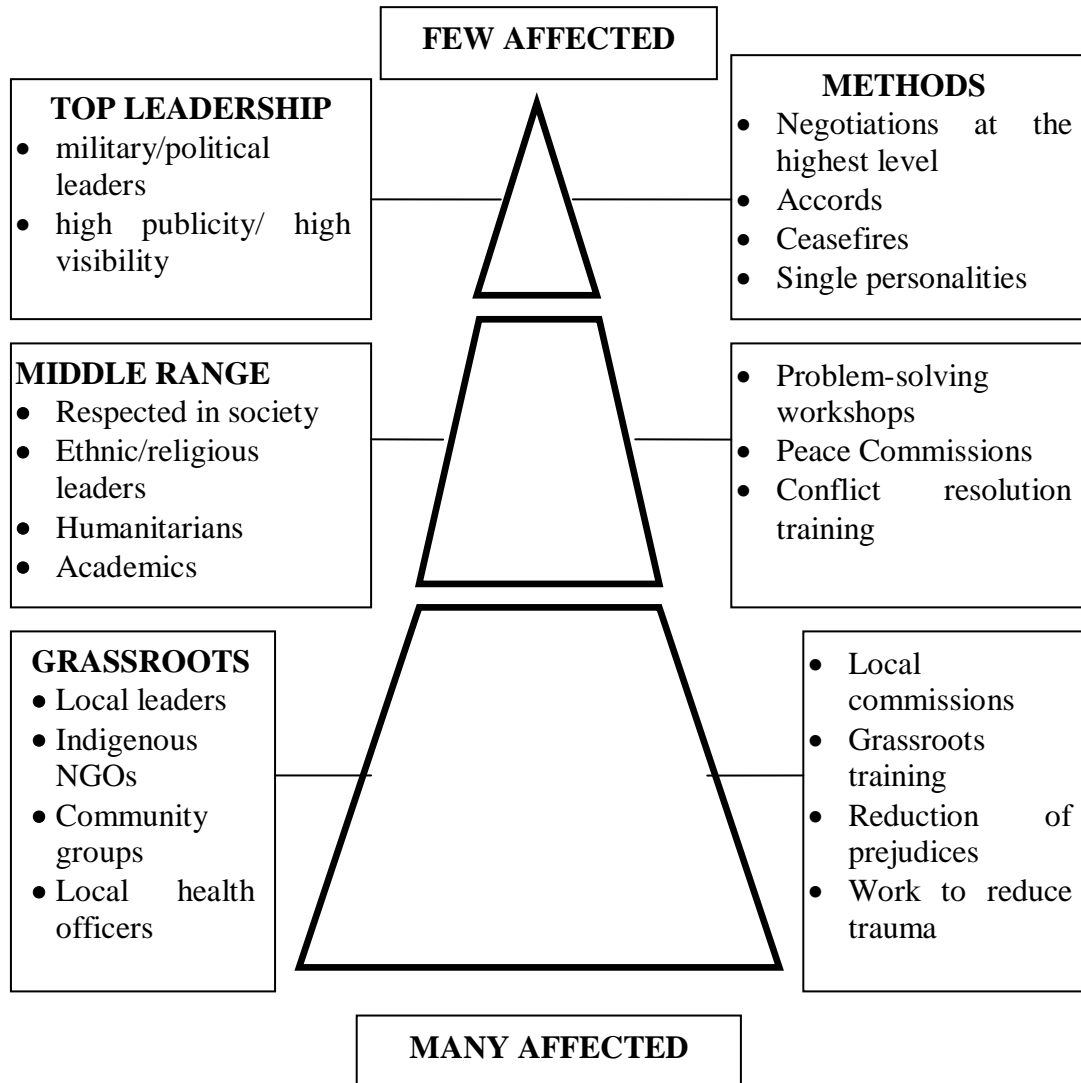 FEW AFFECTED
TOP LEADERSHIP
• military/political
leaders
• high publicity/ high
visibility
METHODS
• Negotiations at the
highest level
• Accords
• Ceasefires
• Single personalities
MIDDLE RANGE
• Respected in society
• Ethnic/religious
leaders
• Humanitarians
• Academics
• Problem-solving
workshops
• Peace Commissions
• Conflict resolution
training
GRASSROOTS
• Local leaders
• Indigenous
NGOs
• Community
groups
• Local health
officers
• Local
commissions
• Grassroots
training
• Reduction of
prejudices
• Work to reduce
trauma
MANY AFFECTED